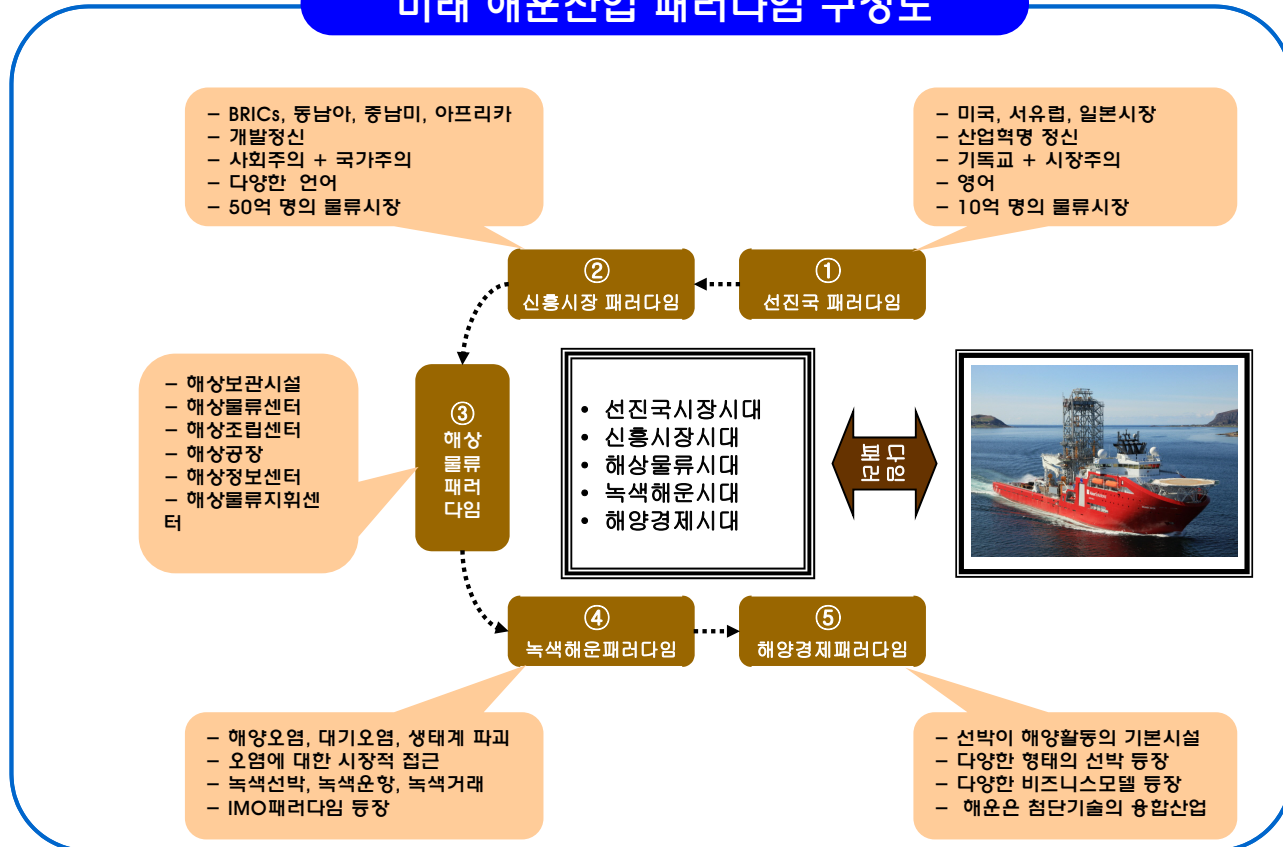 미래 해운산업 패러다임 구상도
– BRICs, 동남아, 중남미, 아프리카
– 개발정신
– 사회주의 + 국가주의
– 다양한 언어
– 50억 명의 물류시장
– 미국, 서유럽, 일본시장
– 산업혁명 정신
– 기독교 + 시장주의
– 영어
– 10억 명의 물류시장
②
신흥시장 패러다임
①
선진국 패러다임
– 해상보관시설
– 해상물류센터
– 해상조립센터
– 해상공장
– 해상정보센터
– 해상물류지휘센
터
③
해상
물류
패러
다임
• 선진국시장시대
• 신흥시장시대
• 해상물류시대
• 녹색해운시대
• 해양경제시대
④
녹색해운패러다임
⑤
해양경제패러다임
– 해양오염, 대기오염, 생태계 파괴
– 오염에 대한 시장적 접근
– 녹색선박, 녹색운항, 녹색거래
– IMO패러다임 등장
– 선박이 해양활동의 기본시설
– 다양한 형태의 선박 등장
– 다양한 비즈니스모델 등장
– 해운은 첨단기술의 융합산업